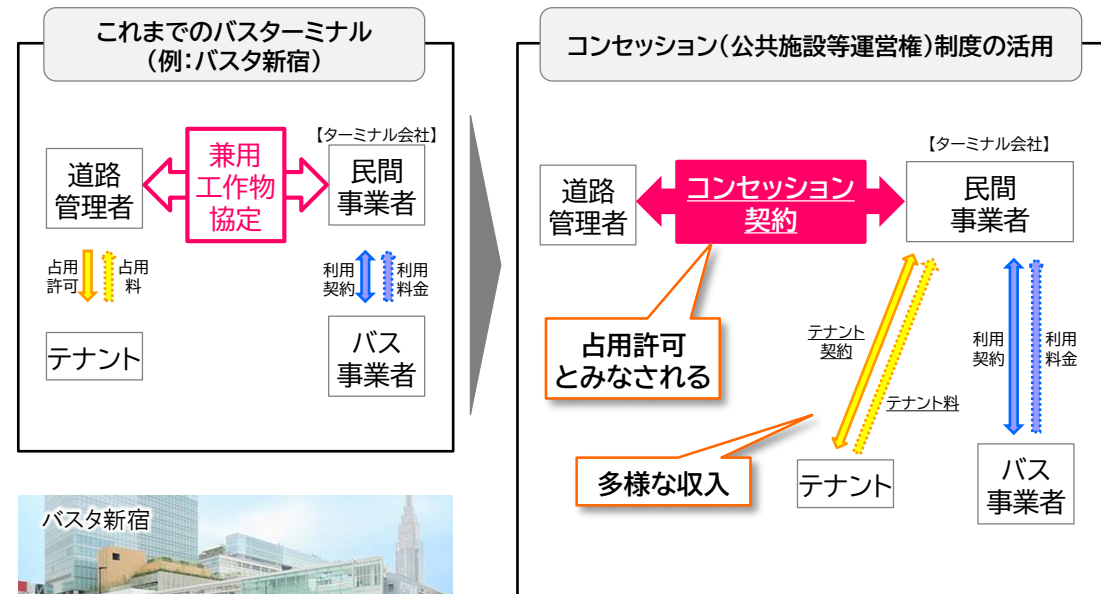 これまでのバスターミナル
(例:バスタ新宿)
【ターミナル会社】
道路
管理者
兼用
工作物
協定
民間
事業者
占用
許可
占用
料
利用
契約
利用
料金
テナント
バス
事業者
バスタ新宿
コンセッション(公共施設等運営権)制度の活用
【ターミナル会社】
道路
管理者
コンセッション
契約
民間
事業者
占用許可
とみなされる
テナント
契約
テナント料
利用
契約
利用
料金
多様な収入
テナント
バス
事業者